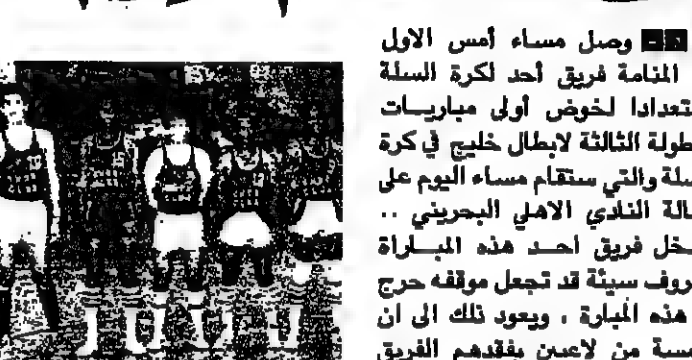 وصل مساء أمس الاول
المنامة فريق أحد لكرة السلة
تعدادا لخوض أولى مباريات
طولة الثالثة لابطال خليج في كرة
سلة والتي ستقام مساء اليوم على
الة النادي الاهلي البحريني ..
خل فريق احد هذه المباراة
روف سيئة قد تجعل موقفه حرج
هذه المبارة ، ويعود ذلك الى ان
سة من لاعبين يفقدهم الفريق